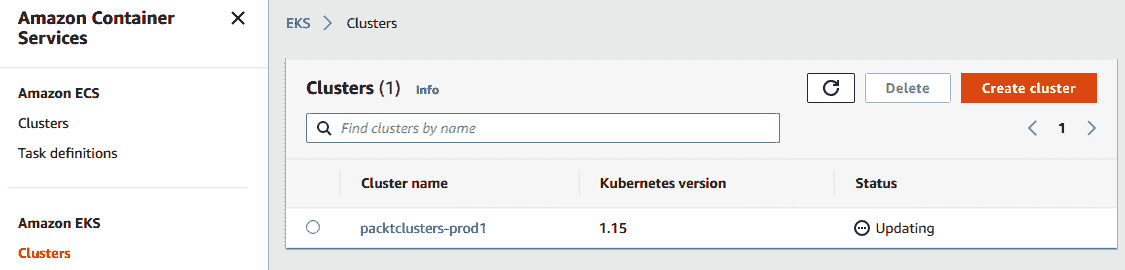 Amazon Container
Services
Amazon ECS
Clusters
Task definitions
Amazon EKS
Clusters
EKS > Clusters
Clusters (1) Info
Delete
Create cluster
Find clusters by name
1
Cluster name Kubernetes version Status
packtclusters-prod1 1.15 Updating